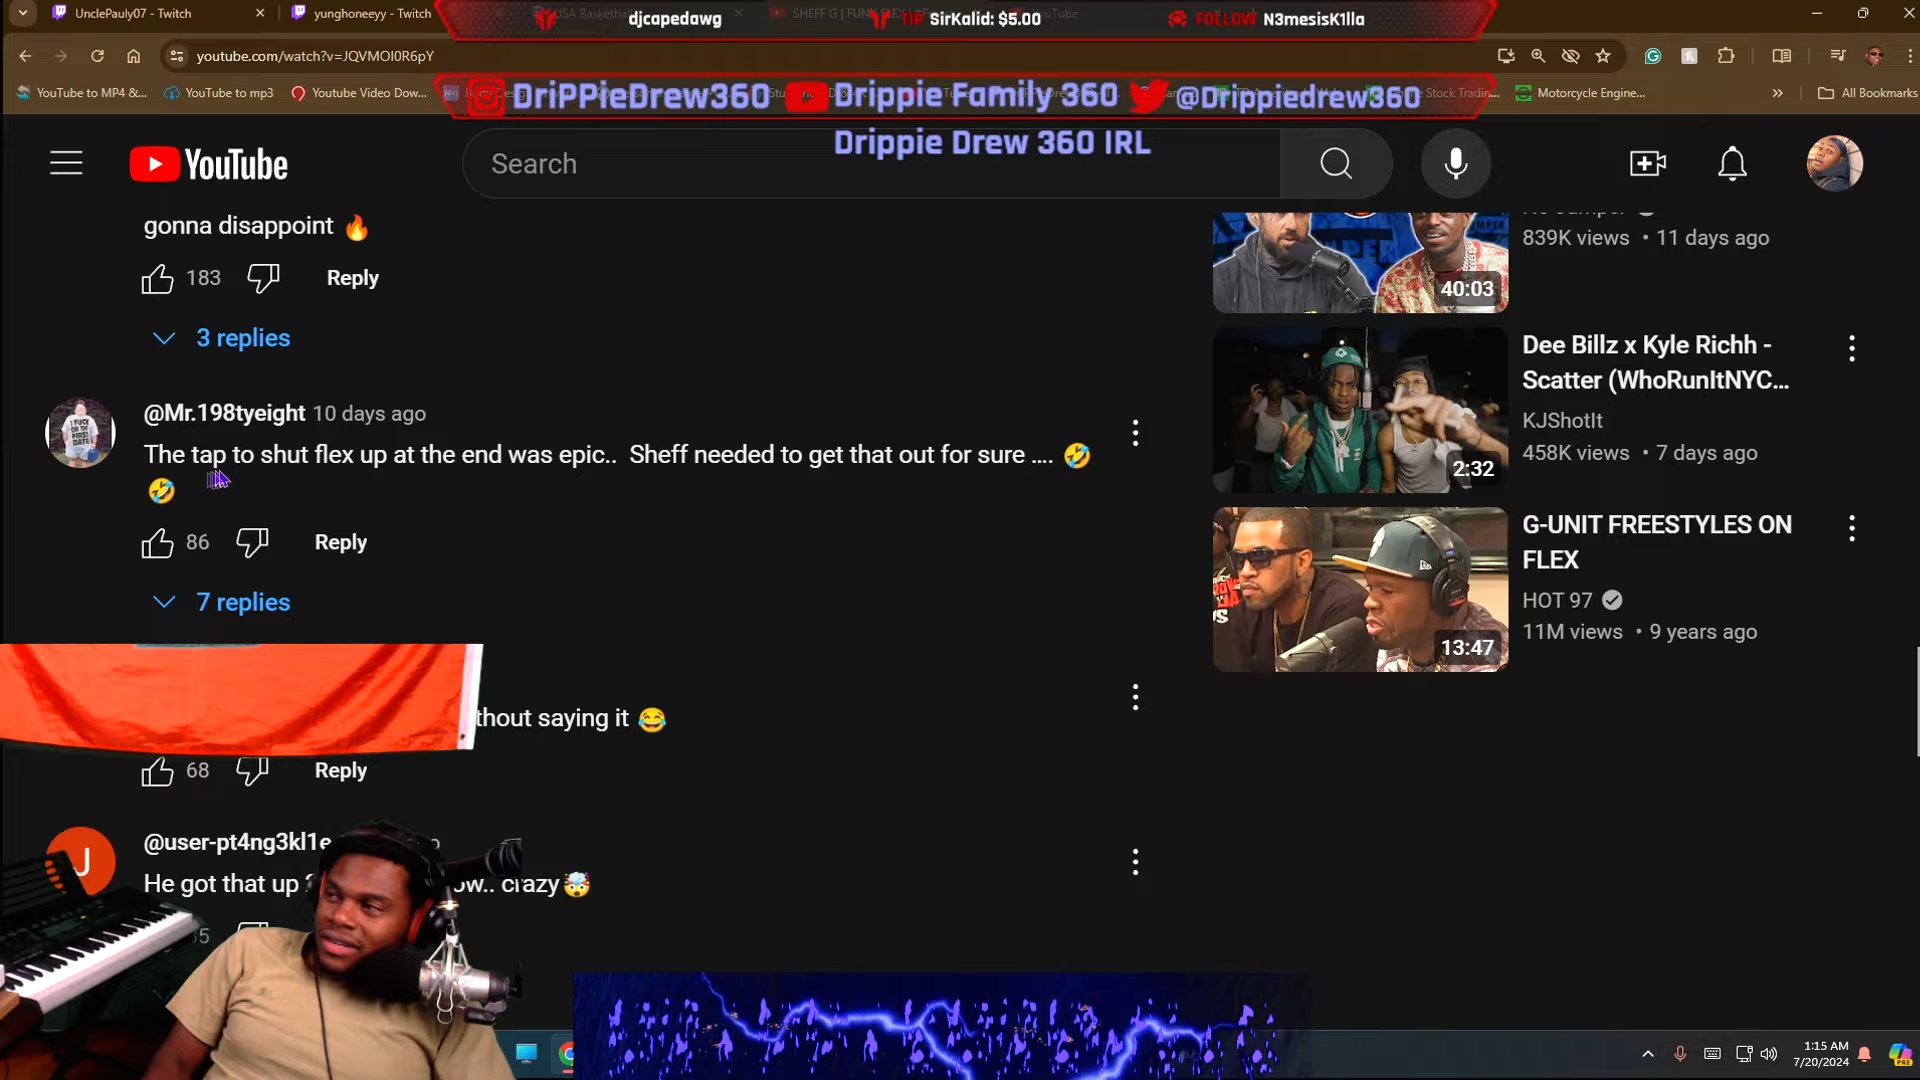 UnclePauly07 - Twitch
yunghoneeyy - Twitch
USA Basketball
djcapedawg
SHEFF G | FUN
TIP SirKalid: $5.00
FOLLOW N3mesisK1lla
youtube.com/watch?v=JQVMOI0R6pY
YouTube to MP4 &...
YouTube to mp3
Youtube Video Dow...
DriPPieDrew360
Drippie Family 360
@Drippiedrew360
Motorcycle Engine...
All Bookmarks
Drippie Drew 360 IRL
YouTube
Search
gonna disappoint 🔥
183 Reply
3 replies
@Mr.198tyeight 10 days ago
The tap to shut flex up at the end was epic.. Sheff needed to get that out for sure .... 🤣
🤣
86 Reply
7 replies
thout saying it 😂
68 Reply
J
@user-pt4ng3kl1e
He got that up
ow.. crazy🤯
839K views • 11 days ago
40:03
Dee Billz x Kyle Richh -
Scatter (WhoRunItNYC...
KJShotIt
458K views • 7 days ago
2:32
G-UNIT FREESTYLES ON
FLEX
HOT 97
11M views • 9 years ago
13:47
1:15 AM
7/20/2024